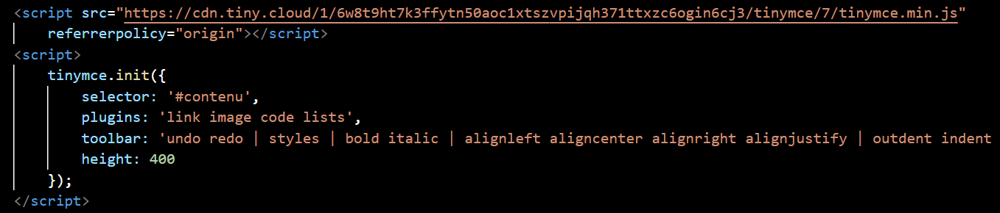 <script src="https://cdn.tiny.cloud/1/6w8t9ht7k3ffytn50aoc1xtszvpijqh371ttxzc6ogin6cj3/tinymce/7/tinymce.min.js"
referrerpolicy="origin"></script>
<script>
tinymce.init({
selector: '#contenu',
plugins: 'link image code lists',
toolbar: 'undo redo | styles | bold italic | alignleft aligncenter alignright alignjustify | outdent indent
height: 400
});
</script>